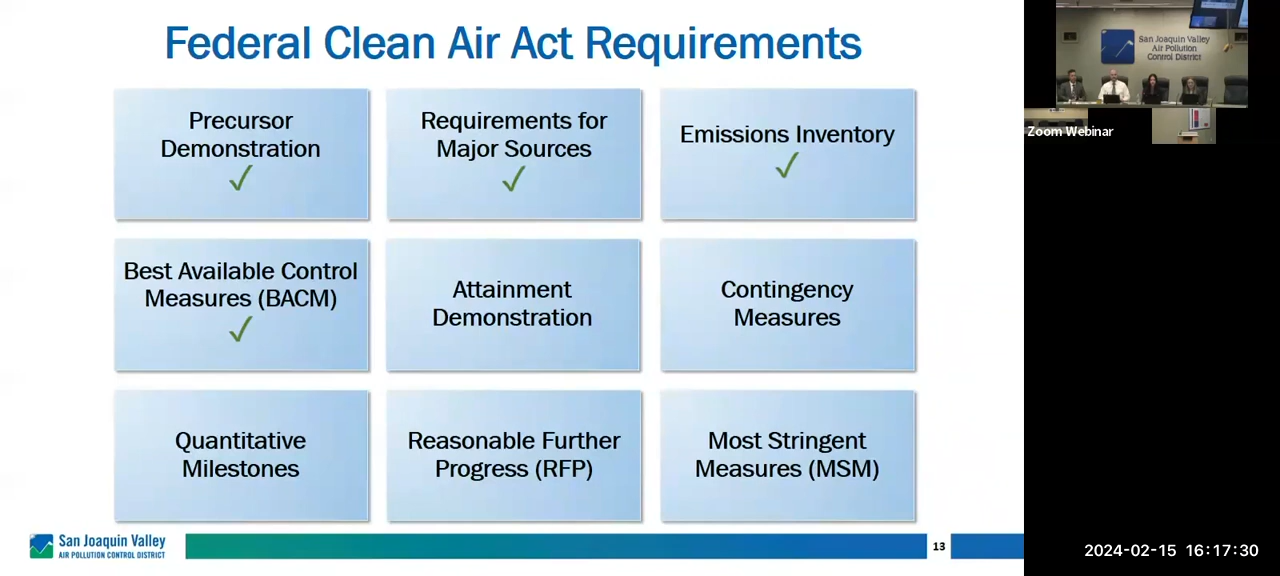 Federal Clean Air Act Requirements
Precursor
Demonstration
✓
Requirements for
Major Sources
✓
Emissions Inventory
✓
Best Available Control
Measures (BACM)
✓
Attainment
Demonstration
Contingency
Measures
Quantitative
Milestones
Reasonable Further
Progress (RFP)
Most Stringent
Measures (MSM)
San Joaquin Valley
AIR POLLUTION CONTROL DISTRICT
13
San Joaquin Valley
Air Pollution
Control District
Zoom Webinar
2024-02-15 16:17:30